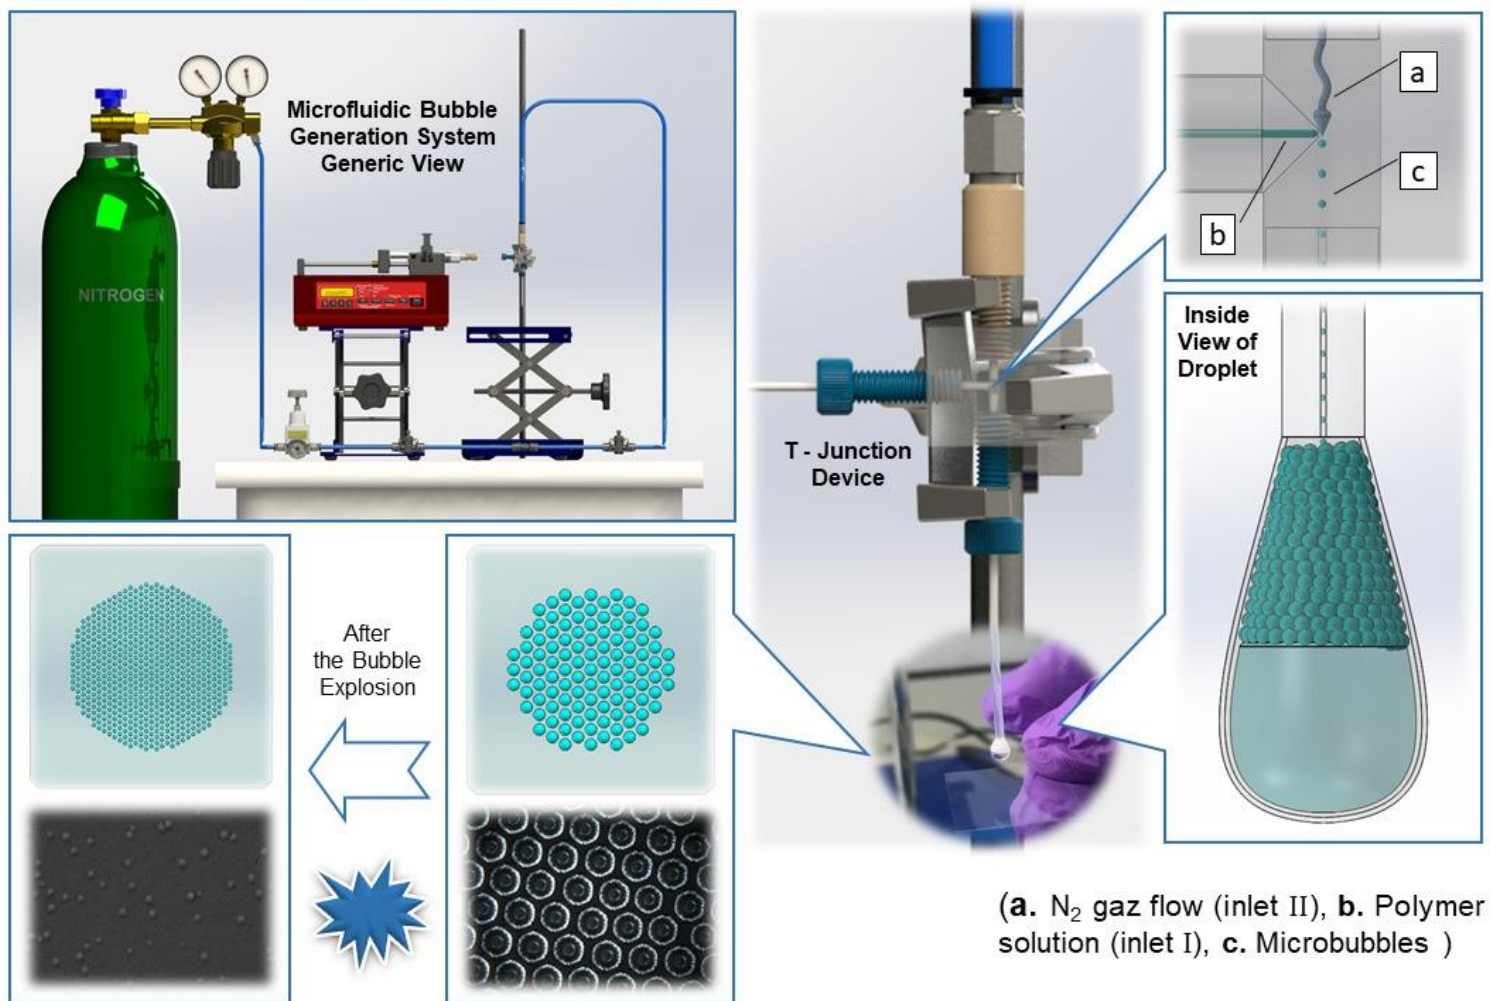 Microfluidic Bubble
Generation System
Generic View
NITROGEN
a
b
c
T - Junction
Device
Inside
View of
Droplet
After
the Bubble
Explosion
(a. N₂ gaz flow (inlet II), b. Polymer
solution (inlet I), c. Microbubbles )